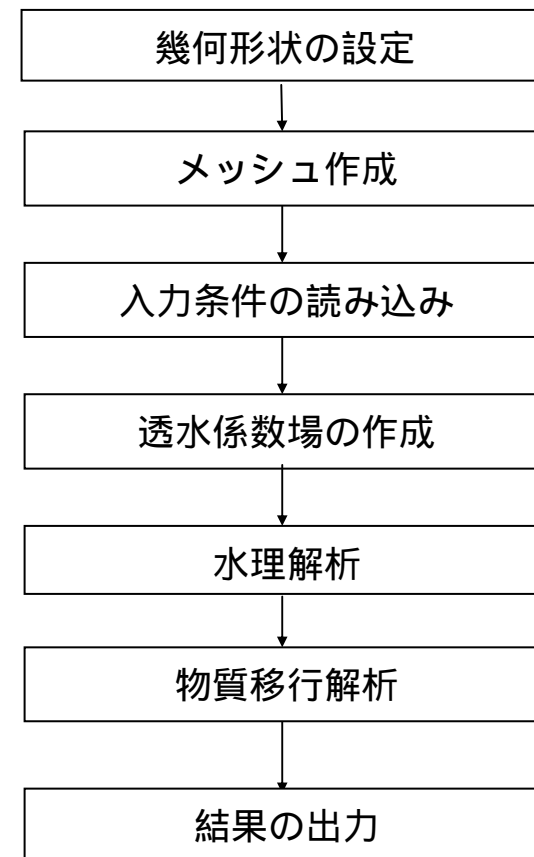 幾何形状の設定
メッシュ作成
入力条件の読み込み
透水係数場の作成
水理解析
物質移行解析
結果の出力